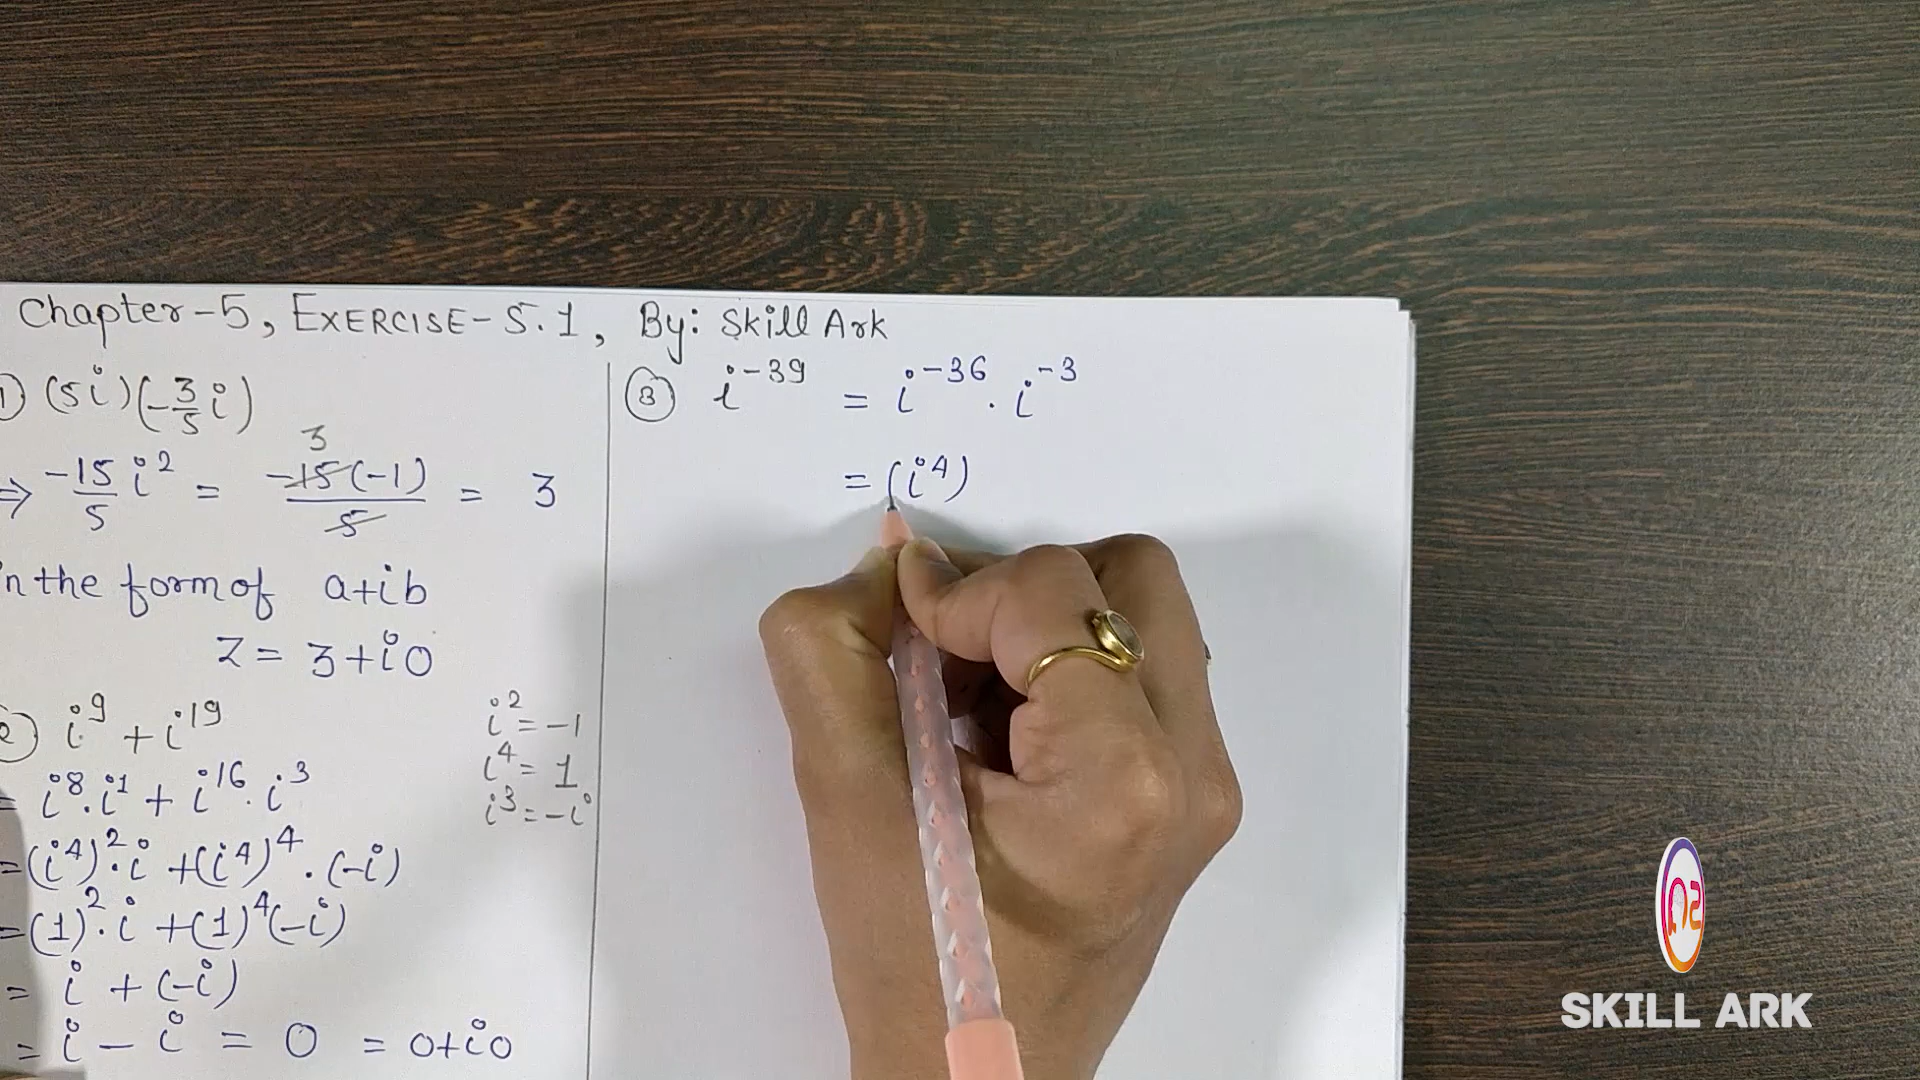 Chapter-5, EXERCISE-5.1, By: Skill Ark
1) (5i)(-3/5 i)
⇒ -15/5 i² = -15(-1)/5 = 3
3
in the form of a+ib
Z = 3+i0
2) i⁹ + i¹⁹
= i⁸.i¹ + i¹⁶.i³
= (i⁴)².i + (i⁴)⁴.(-i)
= (1)².i + (1)⁴(-i)
= i + (-i)
= i - i = 0 = 0+i0
i² = -1
i⁴ = 1
i³ = -i
3) i⁻³⁹ = i⁻³⁶ . i⁻³
= (i⁴)
SKILL ARK